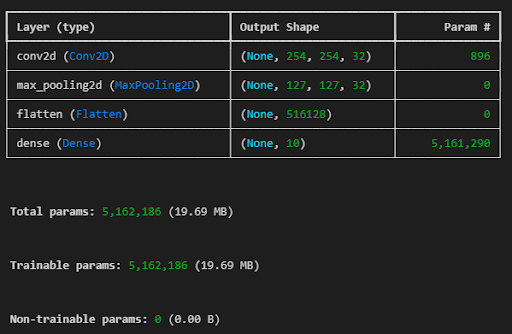 Layer (type) Output Shape Param #
conv2d (Conv2D) (None, 254, 254, 32) 896
max_pooling2d (MaxPooling2D) (None, 127, 127, 32) 0
flatten (Flatten) (None, 516128) 0
dense (Dense) (None, 10) 5,161,290
Total params: 5,162,186 (19.69 MB)
Trainable params: 5,162,186 (19.69 MB)
Non-trainable params: 0 (0.00 B)